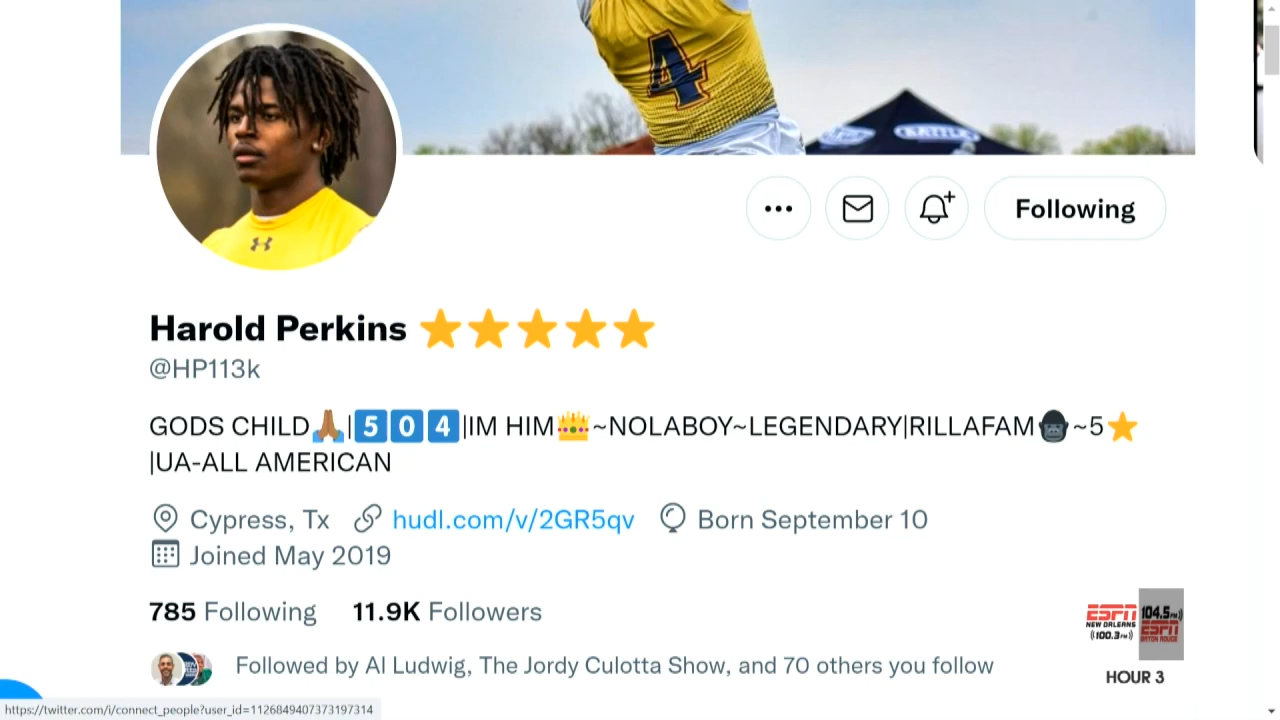 4
BATTLE
Following
Harold Perkins ⭐⭐⭐⭐⭐
@HP113k
GODS CHILD🙏🏽|5️⃣0️⃣4️⃣|IM HIM👑~NOLABOY~LEGENDARY|RILLAFAM🦍~5⭐
|UA-ALL AMERICAN
Cypress, Tx hudl.com/v/2GR5qv Born September 10
Joined May 2019
785 Following 11.9K Followers
Followed by Al Ludwig, The Jordy Culotta Show, and 70 others you follow
ESPN
NEW ORLEANS
100.3 FM
104.5 FM
ESPN
BATON ROUGE
HOUR 3
https://twitter.com/i/connect_people?user_id=1126849407373197314